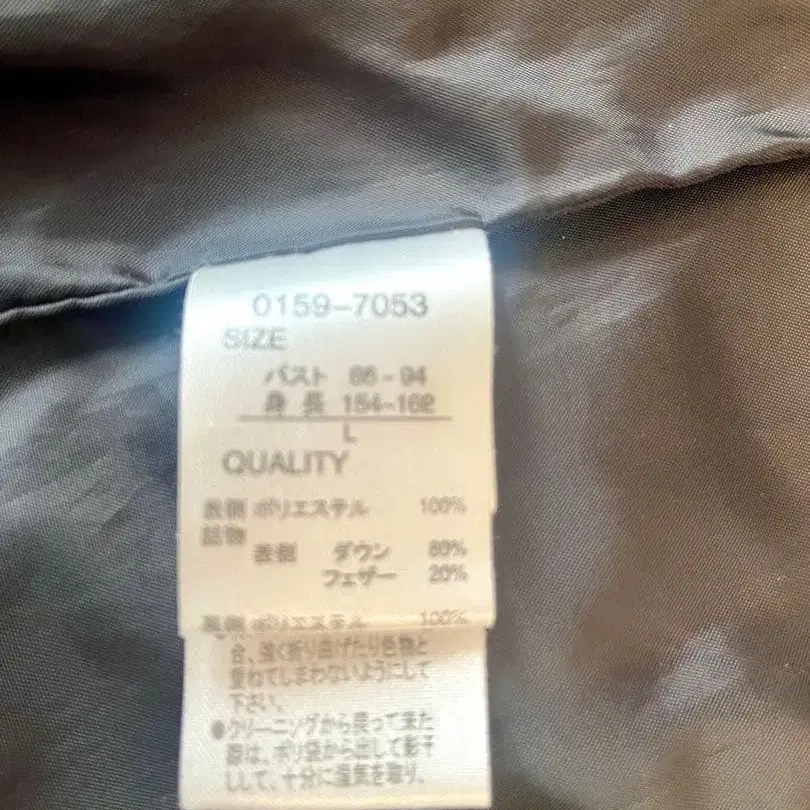 0159-7053
SIZE
バスト 86-94
身長 154-162
L
QUALITY
表側 ポリエステル 100%
詰物
表側 ダウン 80%
フェザー 20%
裏側 ポリエステル 100%
合、強く折り曲げたり色物と
重ねてしまわないようにして
下さい。
●クリーニングから戻って来た
際は、ポリ袋から出して影干
しして、十分に湿気を取り、